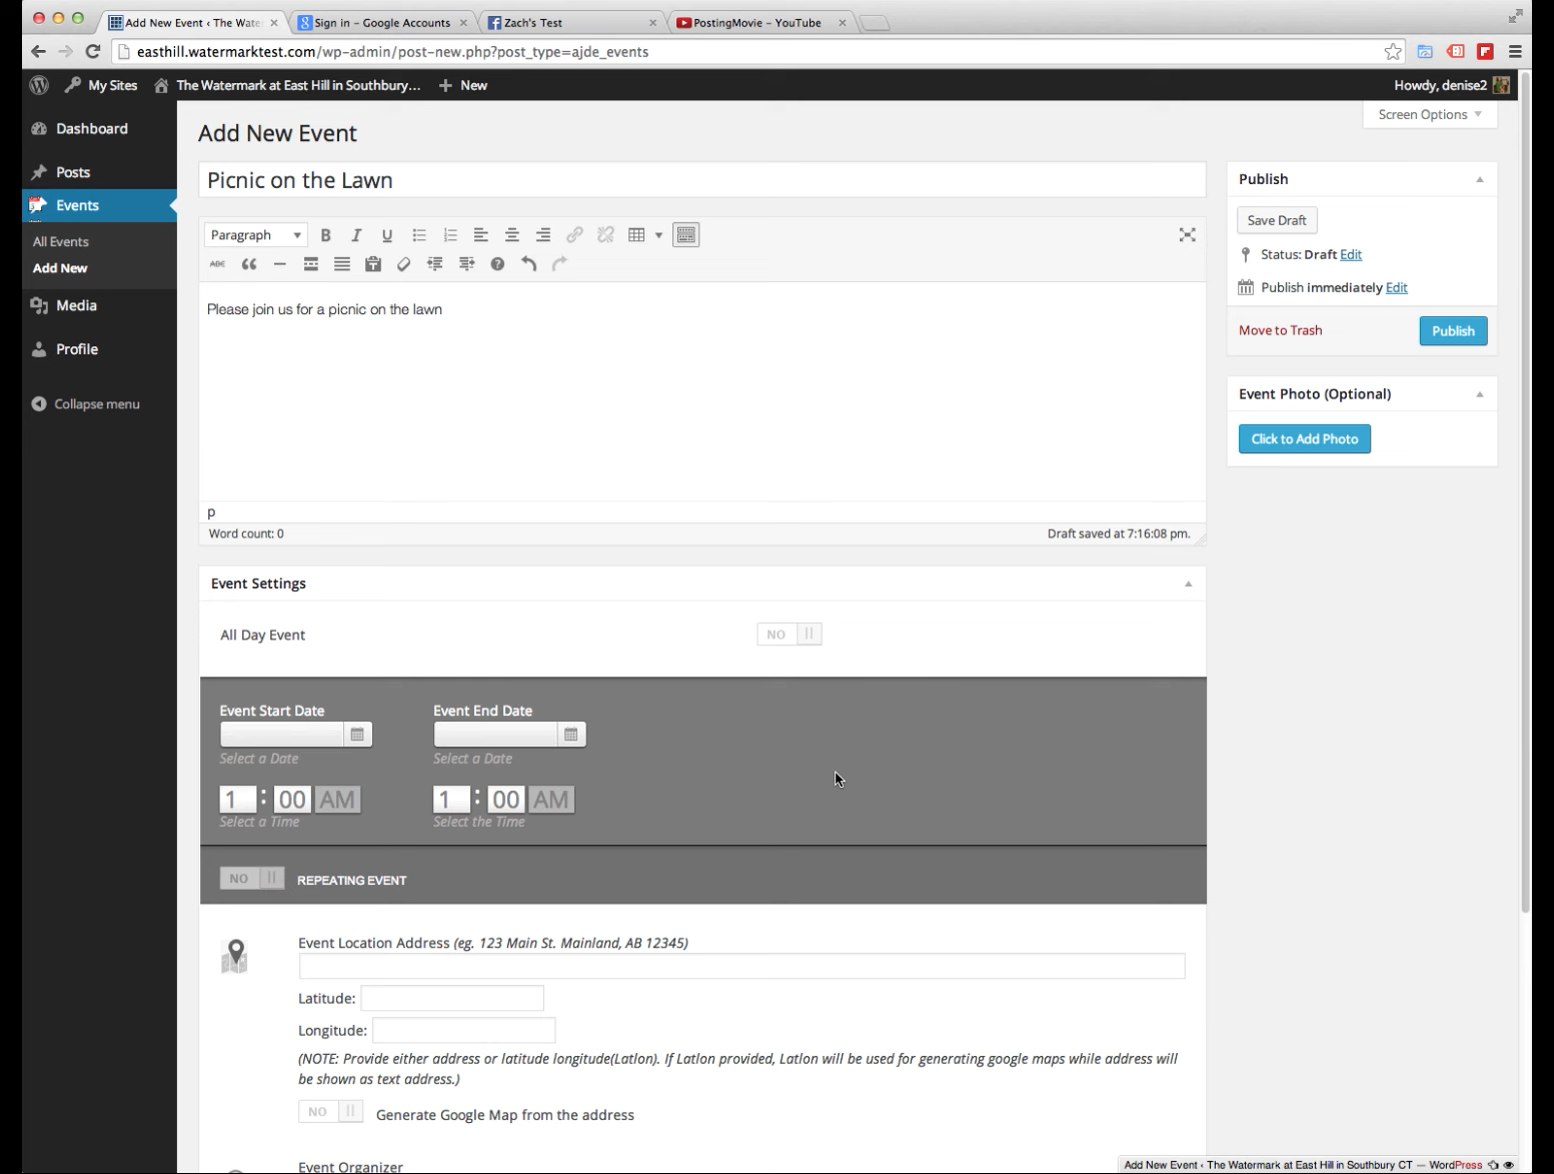 Add New Event ‹ The Wate
Sign in – Google Accounts
Zach's Test
PostingMovie – YouTube
easthill.watermarktest.com/wp-admin/post-new.php?post_type=ajde_events
My Sites
The Watermark at East Hill in Southbury...
+ New
Howdy, denise2
Dashboard
Posts
Events
All Events
Add New
Media
Profile
Collapse menu
Screen Options
Add New Event
Picnic on the Lawn
Paragraph
B I U
ABC
Please join us for a picnic on the lawn
p
Word count: 0
Draft saved at 7:16:08 pm.
Publish
Save Draft
Status: Draft Edit
Publish immediately Edit
Move to Trash
Publish
Event Photo (Optional)
Click to Add Photo
Event Settings
All Day Event
NO
Event Start Date
Event End Date
Select a Date
Select a Date
1 : 00 AM
1 : 00 AM
Select a Time
Select the Time
NO
REPEATING EVENT
Event Location Address (eg. 123 Main St. Mainland, AB 12345)
Latitude:
Longitude:
(NOTE: Provide either address or latitude longitude(Latlon). If Latlon provided, Latlon will be used for generating google maps while address will
be shown as text address.)
NO
Generate Google Map from the address
Event Organizer
Add New Event ‹ The Watermark at East Hill in Southbury CT — WordPress